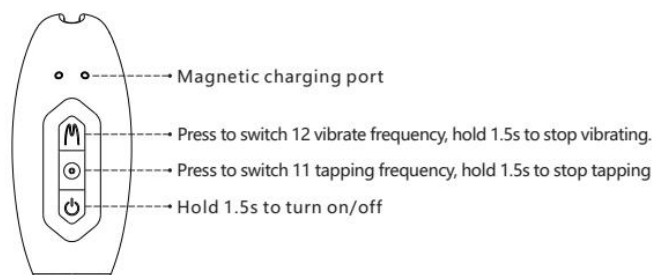 Magnetic charging port
Press to switch 12 vibrate frequency, hold 1.5s to stop vibrating.
Press to switch 11 tapping frequency, hold 1.5s to stop tapping
Hold 1.5s to turn on/off